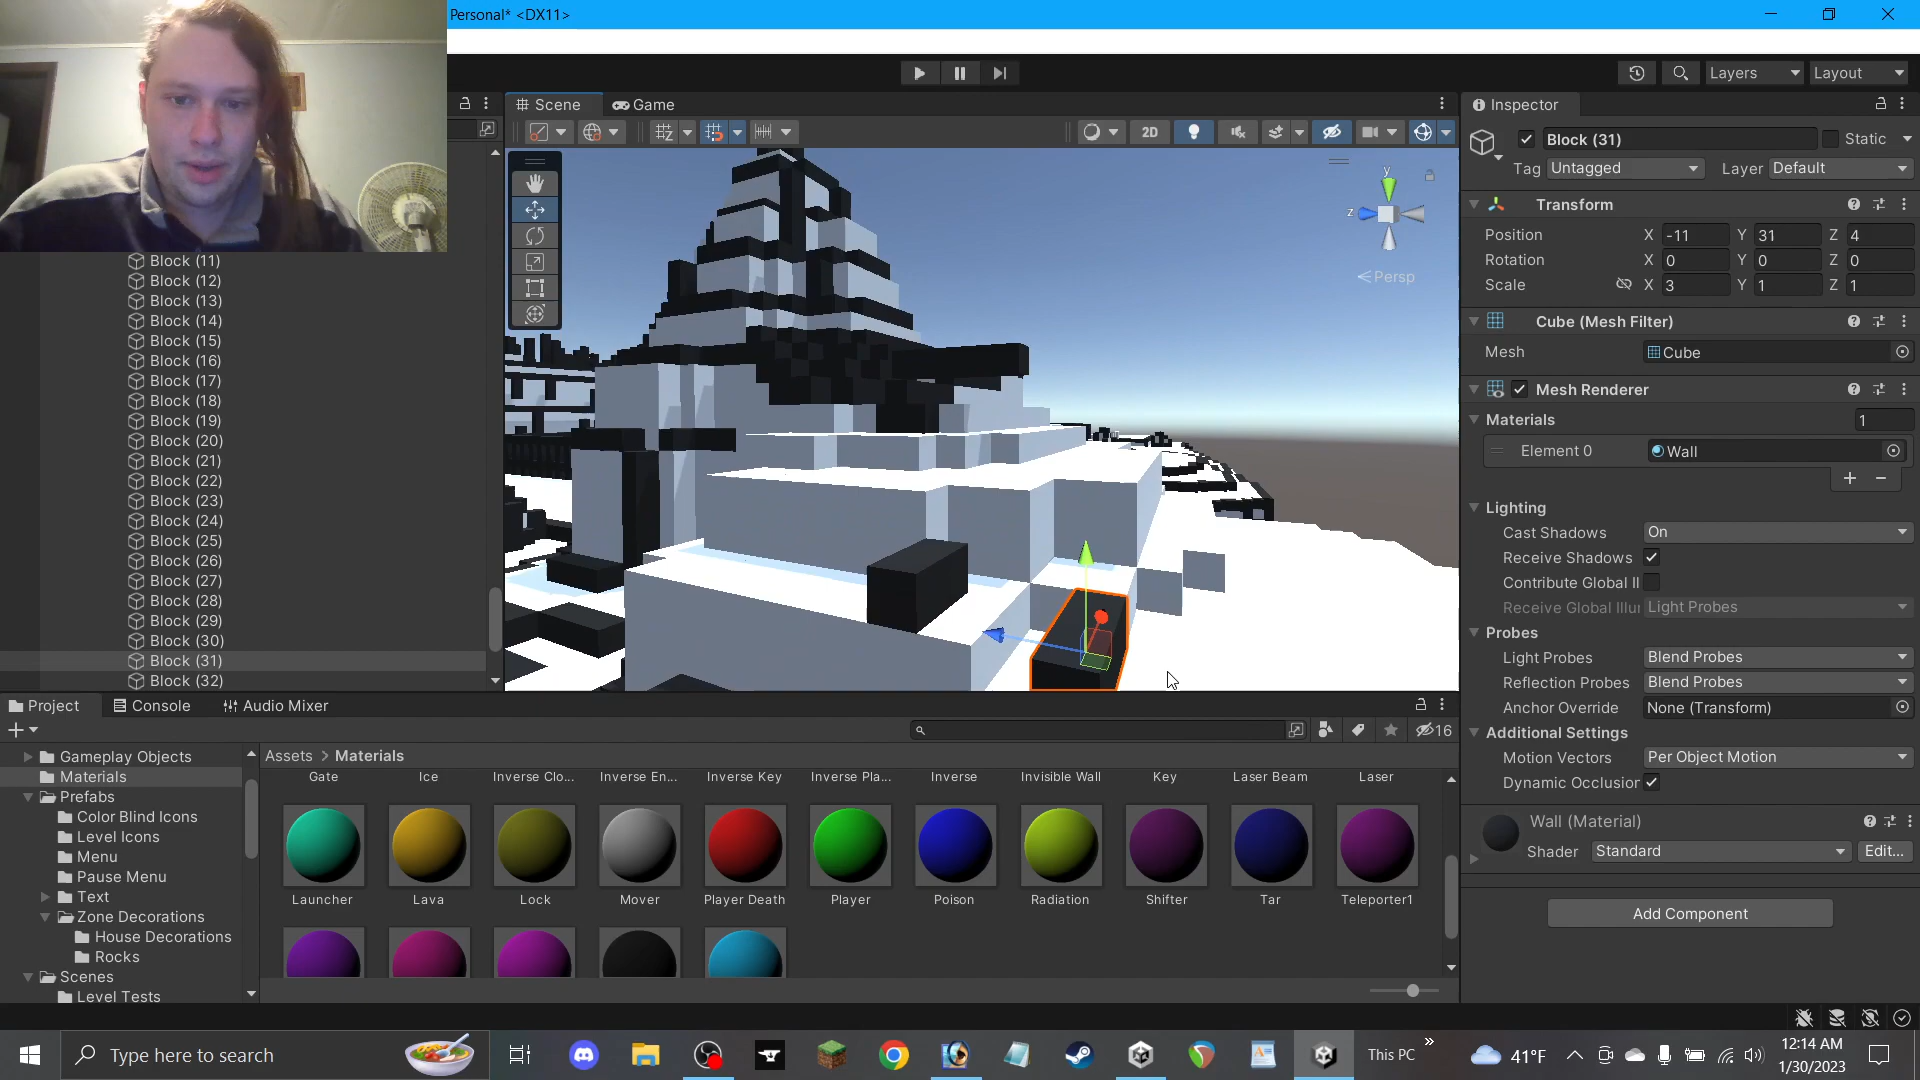 Personal* <DX11>
Layers
Layout
Scene
Game
Inspector
2D
Block (31)
Static
Tag Untagged
Layer Default
Transform
Position X -11 Y 31 Z 4
Rotation X 0 Y 0 Z 0
Scale X 3 Y 1 Z 1
Cube (Mesh Filter)
Mesh Cube
Mesh Renderer
Materials 1
Element 0 Wall
Lighting
Cast Shadows On
Receive Shadows
Contribute Global Il
Receive Global Illur Light Probes
Probes
Light Probes Blend Probes
Reflection Probes Blend Probes
Anchor Override None (Transform)
Additional Settings
Motion Vectors Per Object Motion
Dynamic Occlusion
Wall (Material)
Shader Standard Edit...
Add Component
y
z
Persp
Block (11)
Block (12)
Block (13)
Block (14)
Block (15)
Block (16)
Block (17)
Block (18)
Block (19)
Block (20)
Block (21)
Block (22)
Block (23)
Block (24)
Block (25)
Block (26)
Block (27)
Block (28)
Block (29)
Block (30)
Block (31)
Block (32)
Project
Console
Audio Mixer
16
Gameplay Objects
Materials
Prefabs
Color Blind Icons
Level Icons
Menu
Pause Menu
Text
Zone Decorations
House Decorations
Rocks
Scenes
Level Tests
Assets > Materials
Gate Ice Inverse Clo... Inverse En... Inverse Key Inverse Pla... Inverse Invisible Wall Key Laser Beam Laser
Launcher Lava Lock Mover Player Death Player Poison Radiation Shifter Tar Teleporter1
Type here to search
This PC
41°F
12:14 AM
1/30/2023